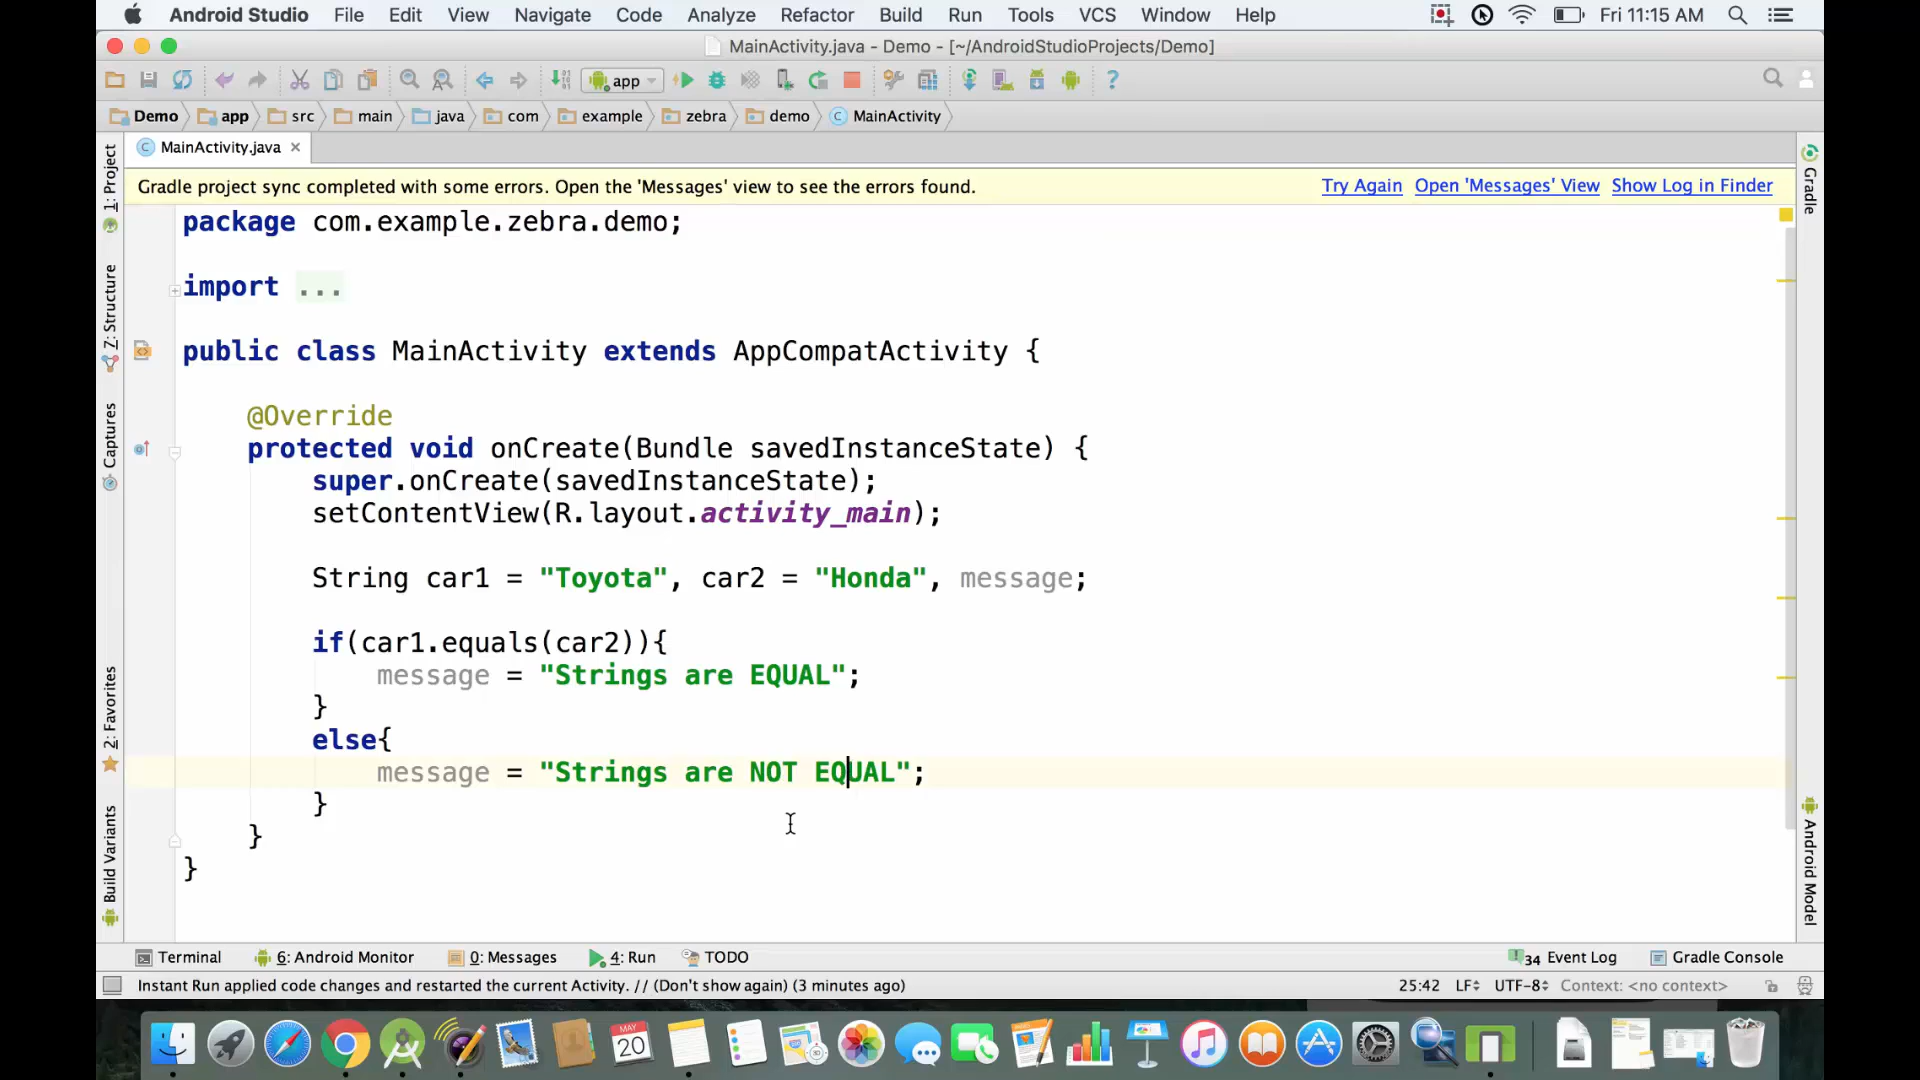 Android Studio File Edit View Navigate Code Analyze Refactor Build Run Tools VCS Window Help Fri 11:15 AM
MainActivity.java - Demo - [~/AndroidStudioProjects/Demo]
app
Demo app src main java com example zebra demo MainActivity
MainActivity.java
Gradle project sync completed with some errors. Open the 'Messages' view to see the errors found. Try Again Open 'Messages' View Show Log in Finder
package com.example.zebra.demo;
import ...
public class MainActivity extends AppCompatActivity {
@Override
protected void onCreate(Bundle savedInstanceState) {
super.onCreate(savedInstanceState);
setContentView(R.layout.activity_main);
String car1 = "Toyota", car2 = "Honda", message;
if(car1.equals(car2)){
message = "Strings are EQUAL";
}
else{
message = "Strings are NOT EQUAL";
}
}
}
1: Project
7: Structure
Captures
2: Favorites
Build Variants
Gradle
Android Model
Terminal 6: Android Monitor 0: Messages 4: Run TODO 34 Event Log Gradle Console
Instant Run applied code changes and restarted the current Activity. // (Don't show again) (3 minutes ago) 25:42 LF UTF-8 Context: <no context>
MAY
20